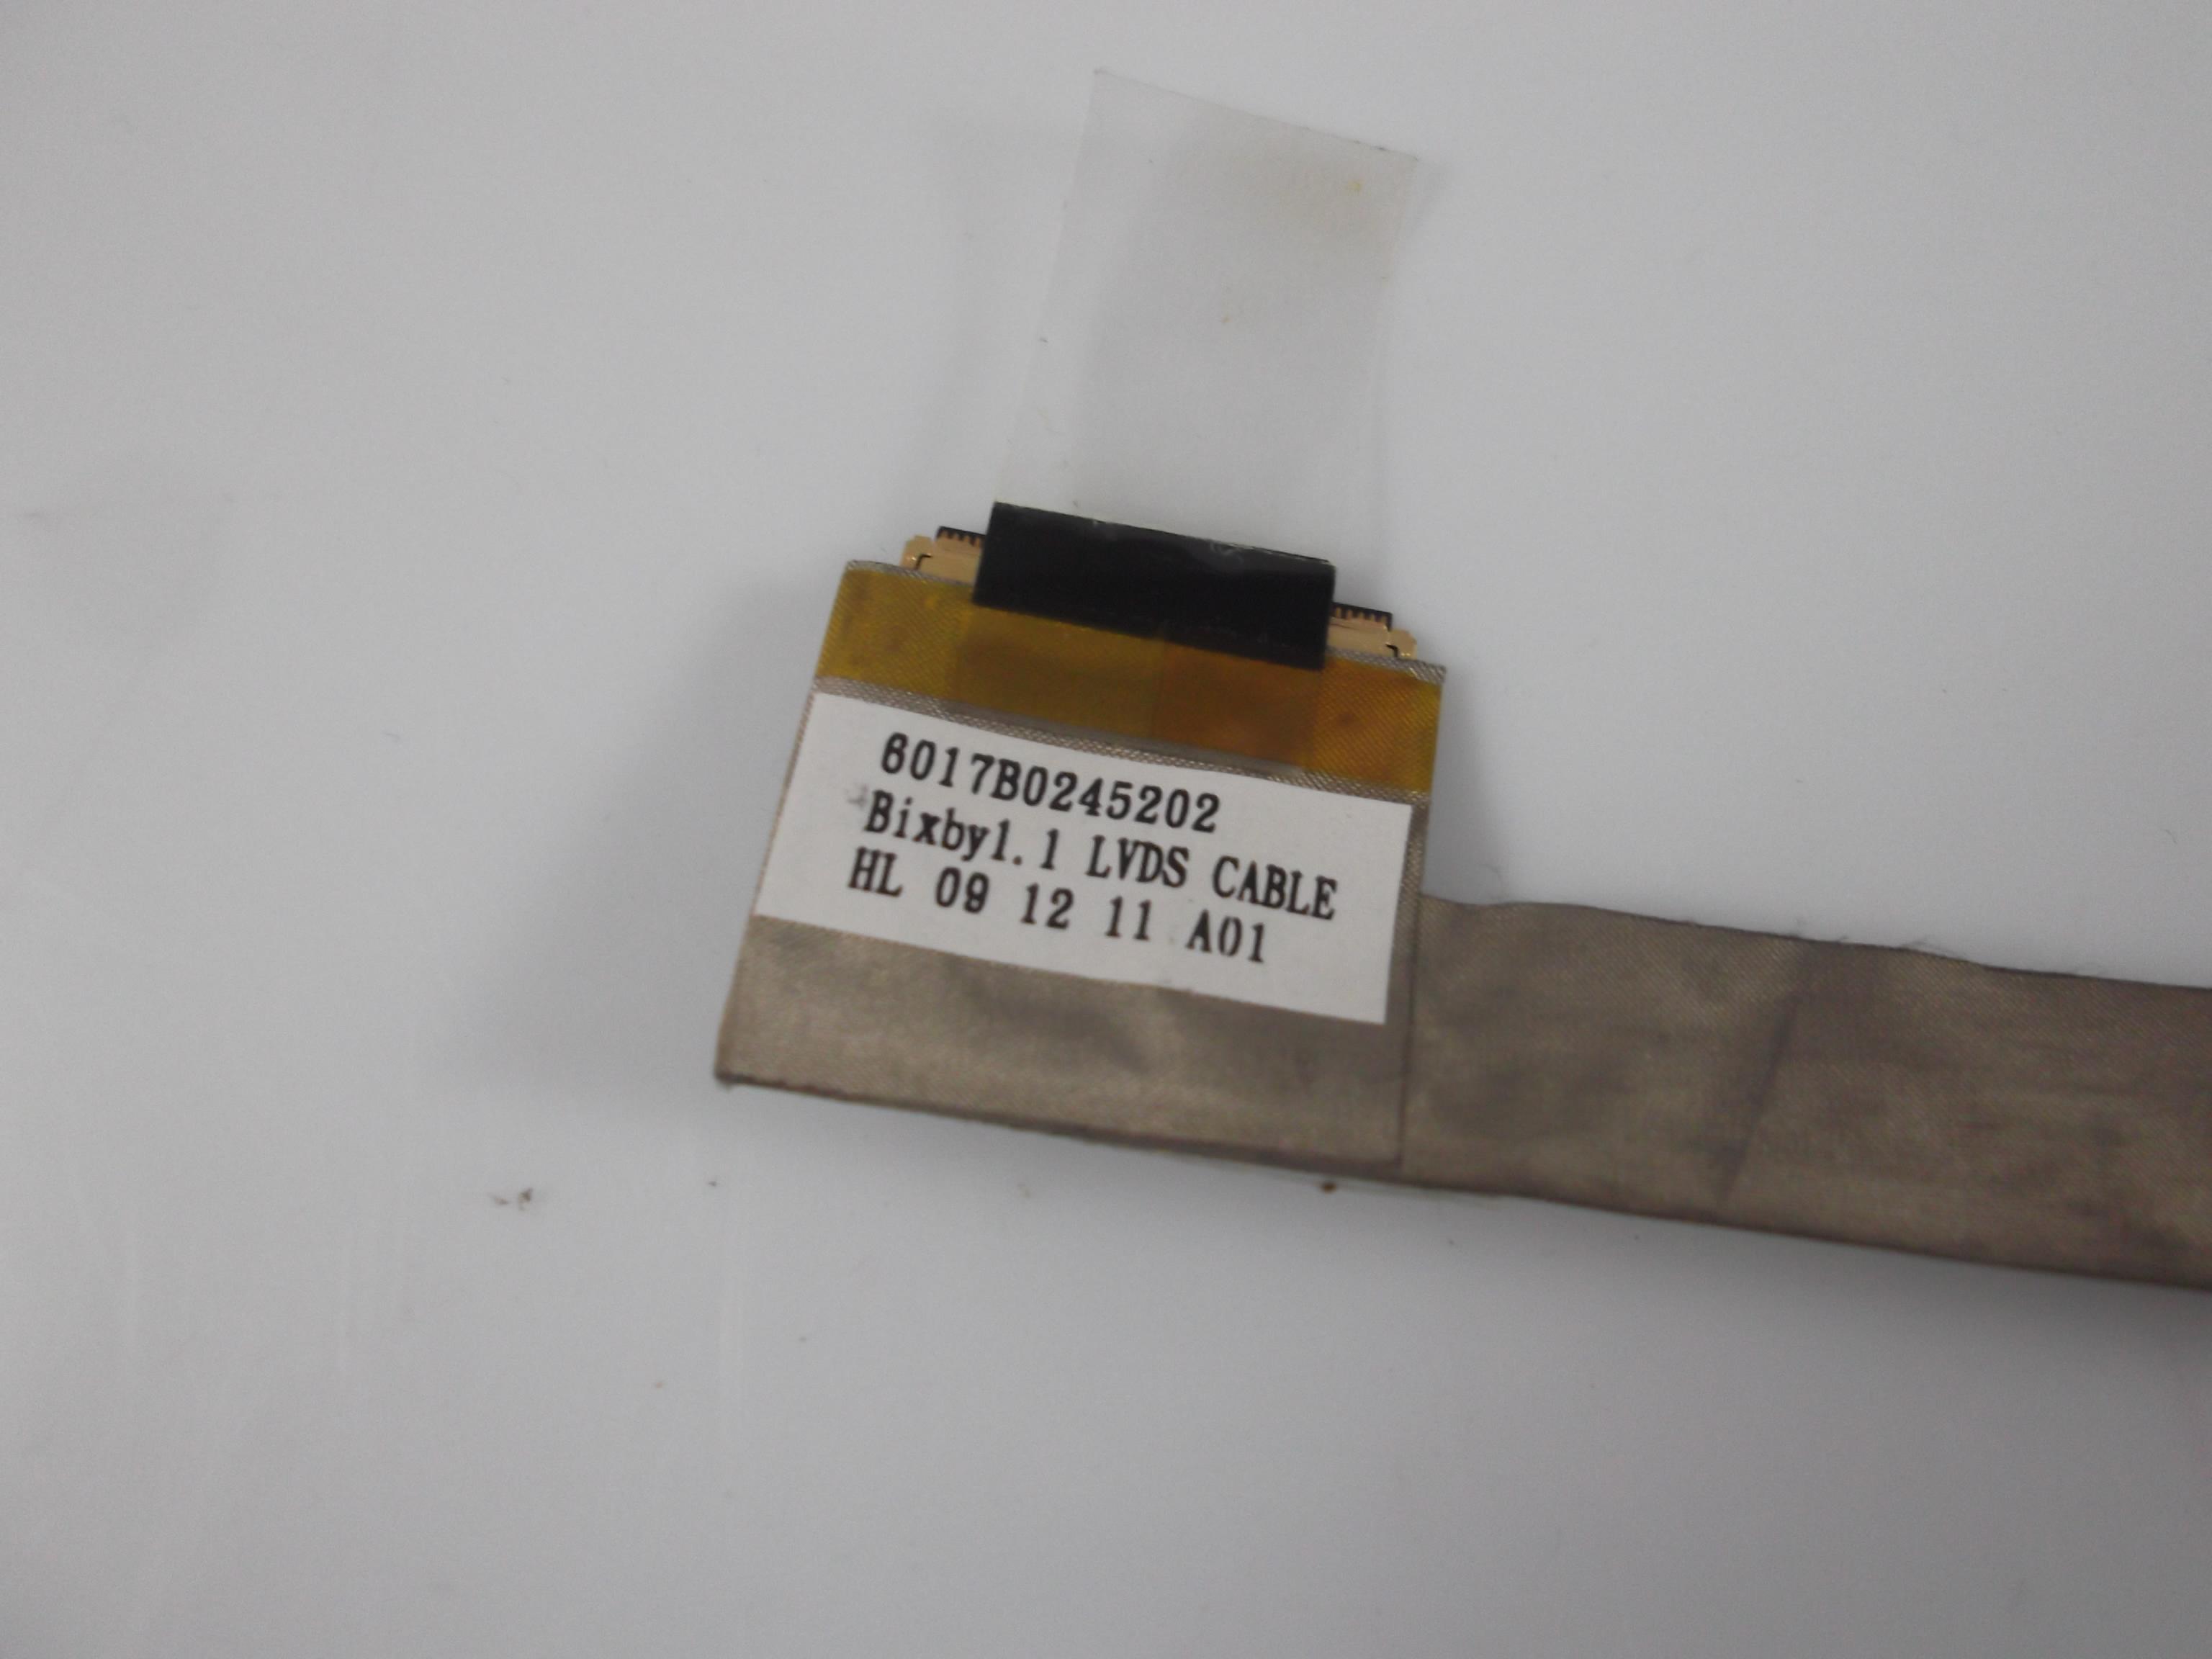 6017B0245202
Bixby1.1 LVDS CABLE
HL 09 12 11 A01